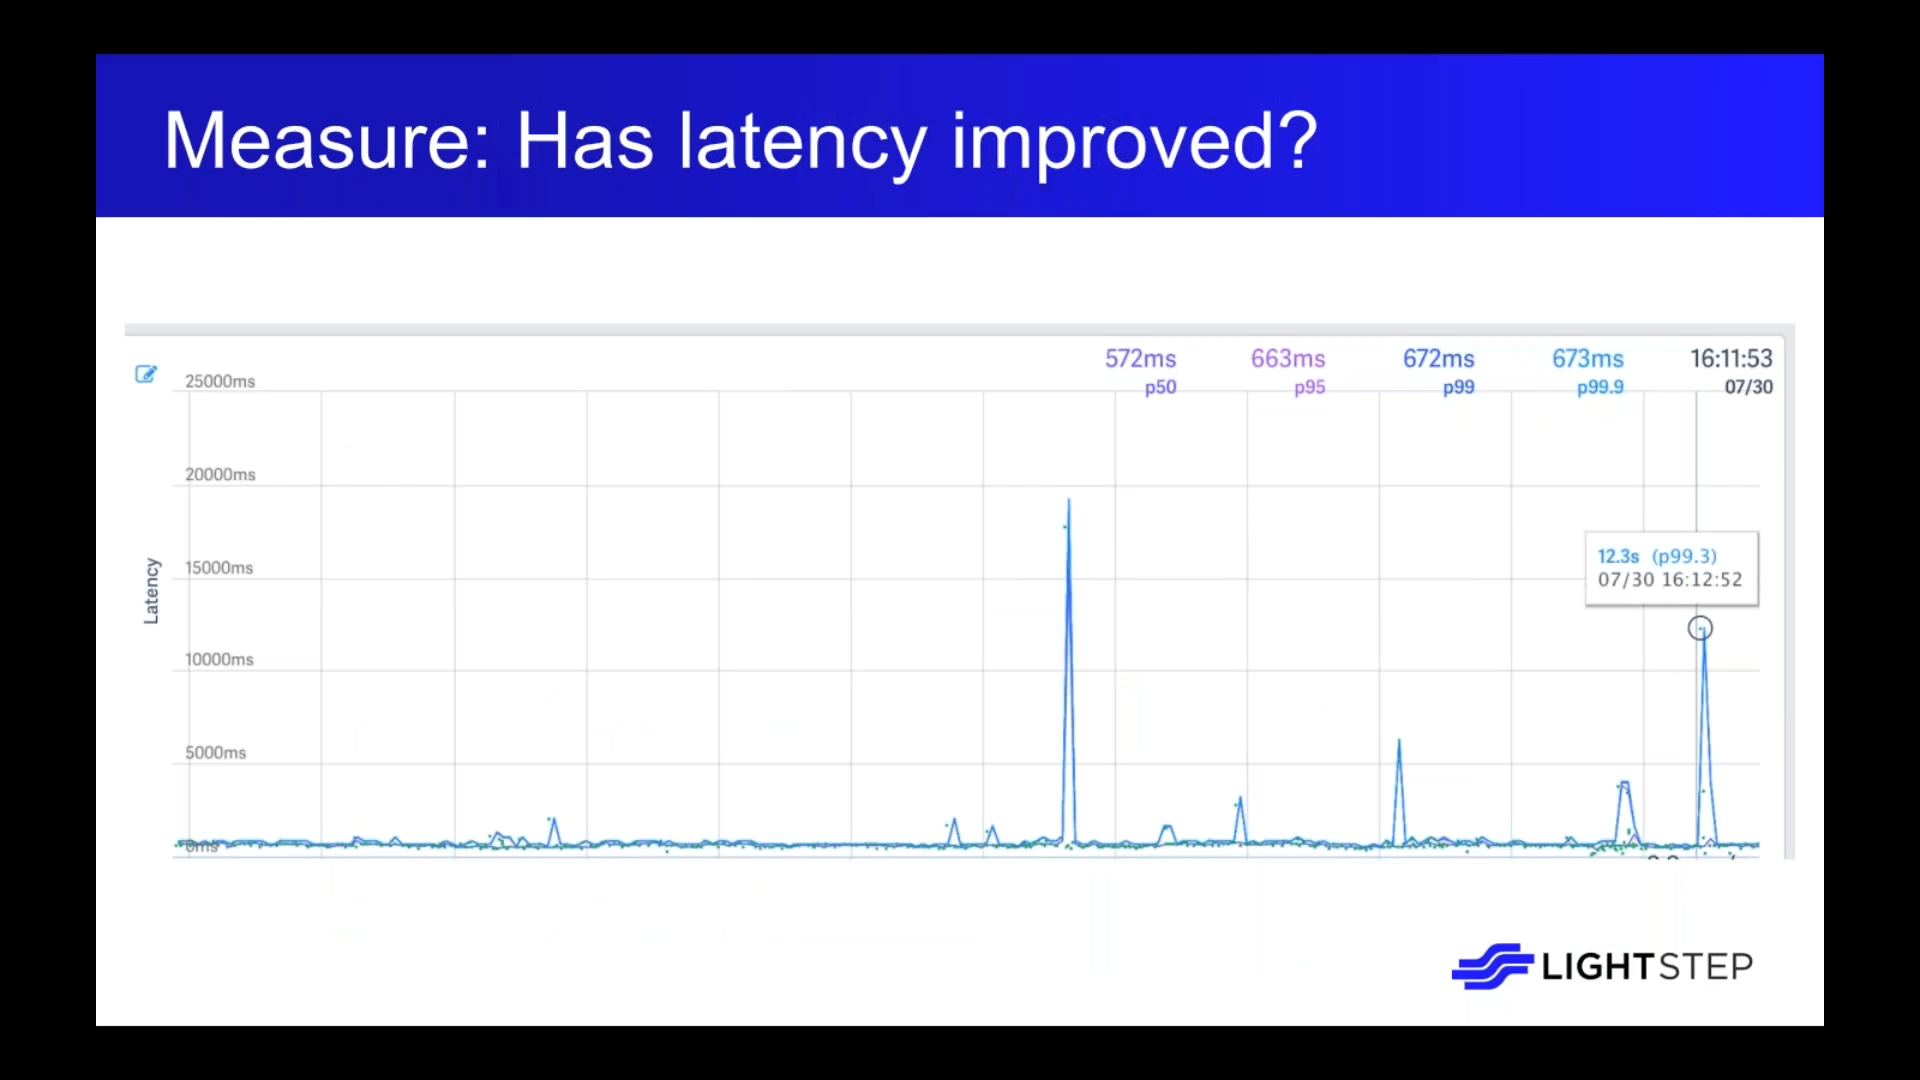 Measure: Has latency improved?
572ms 663ms 672ms 673ms 16:11:53
p50 p95 p99 p99.9 07/30
25000ms
20000ms
15000ms
10000ms
5000ms
0ms
Latency
12.3s (p99.3)
07/30 16:12:52
LIGHTSTEP